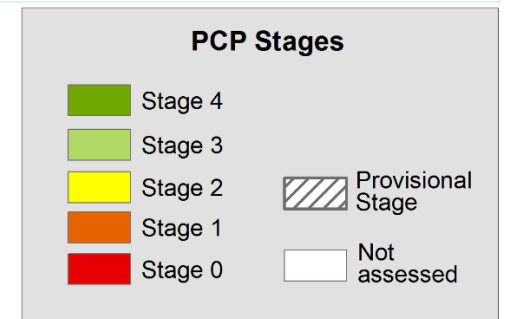 PCP Stages
Stage 4
Stage 3
Stage 2
Stage 1
Stage 0
Provisional
Stage
Not
assessed